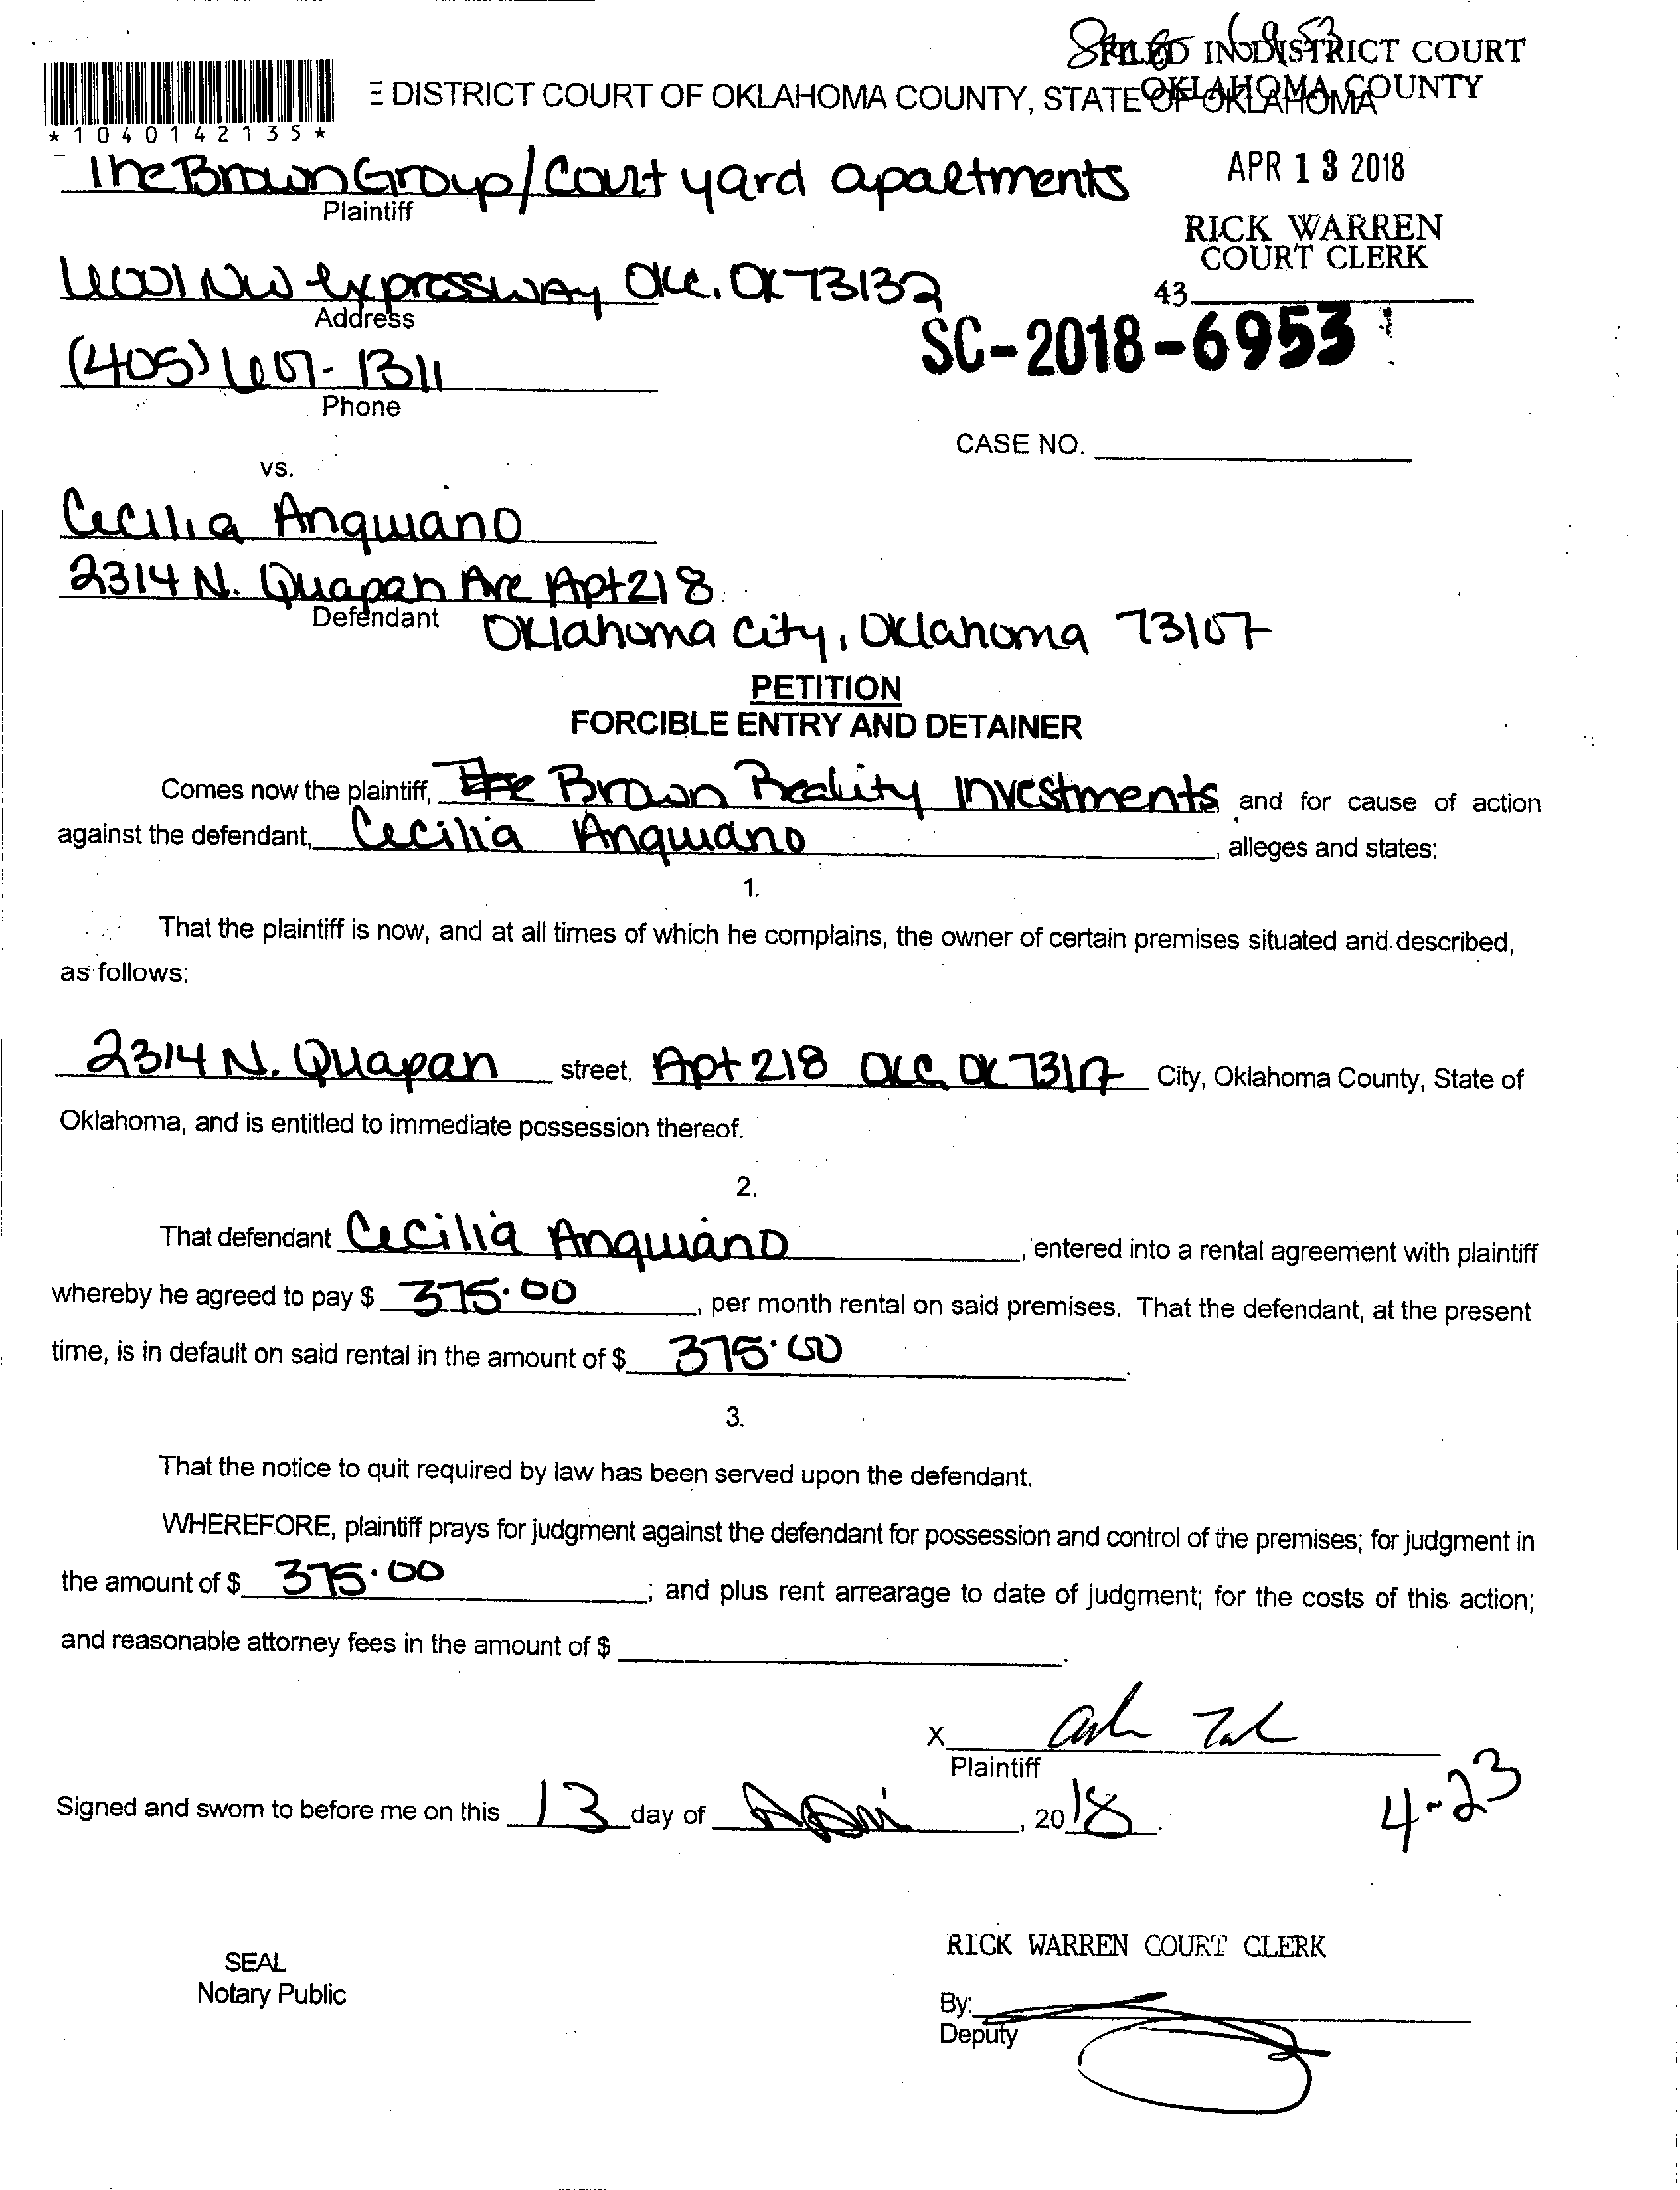 FILED IN DISTRICT COURT
OKLAHOMA COUNTY
E DISTRICT COURT OF OKLAHOMA COUNTY, STATE OF OKLAHOMA
*1040142135*
The Brown Group/Court yard apartments
Plaintiff
APR 13 2018
RICK WARREN
COURT CLERK
43
6001 NW expressway OKC. OK 73132
Address
SC-2018-6953
(405) 607-1311
Phone
CASE NO.
vs.
Cecilia Anguiano
2314 N. Quapah Ave Apt 218
Defendant
Oklahoma City, Oklahoma 73107
PETITION
FORCIBLE ENTRY AND DETAINER
Comes now the plaintiff, The Brown Reality Investments and for cause of action
against the defendant, Cecilia Anguiano, alleges and states:
1.
That the plaintiff is now, and at all times of which he complains, the owner of certain premises situated and described,
as follows:
2314 N. Quapah street, Apt 218 OKC OK 7317 City, Oklahoma County, State of
Oklahoma, and is entitled to immediate possession thereof.
2.
That defendant Cecilia Anguiano, entered into a rental agreement with plaintiff
whereby he agreed to pay $ 375.00, per month rental on said premises. That the defendant, at the present
time, is in default on said rental in the amount of $ 375.00.
3.
That the notice to quit required by law has been served upon the defendant.
WHEREFORE, plaintiff prays for judgment against the defendant for possession and control of the premises; for judgment in
the amount of $ 375.00; and plus rent arrearage to date of judgment; for the costs of this action;
and reasonable attorney fees in the amount of $.
X
Plaintiff
Signed and sworn to before me on this 13 day of April, 2018.
4-23
RICK WARREN COURT CLERK
SEAL
Notary Public
By:
Deputy